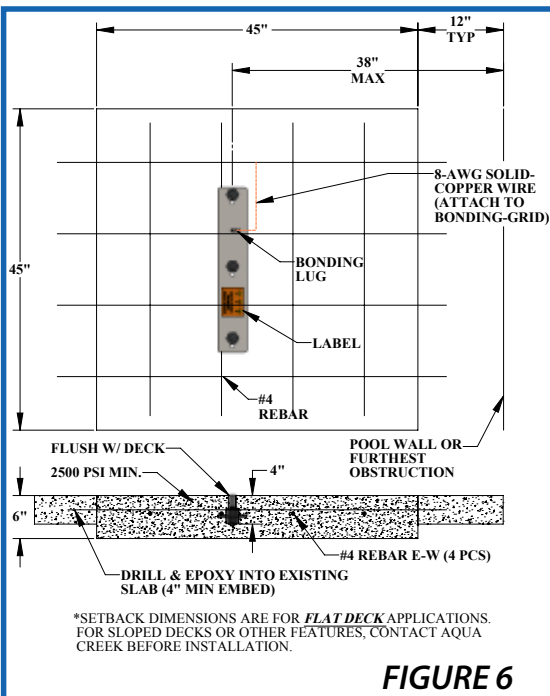 45"
12"
TYP
38"
MAX
8-AWG SOLID-
COPPER WIRE
(ATTACH TO
BONDING-GRID)
45"
BONDING
LUG
LABEL
#4
REBAR
FLUSH W/ DECK
2500 PSI MIN.
4"
POOL WALL OR
FURTHEST
OBSTRUCTION
6"
#4 REBAR E-W (4 PCS)
DRILL & EPOXY INTO EXISTING
SLAB (4" MIN EMBED)
*SETBACK DIMENSIONS ARE FOR FLAT DECK APPLICATIONS.
FOR SLOPED DECKS OR OTHER FEATURES, CONTACT AQUA
CREEK BEFORE INSTALLATION.
FIGURE 6